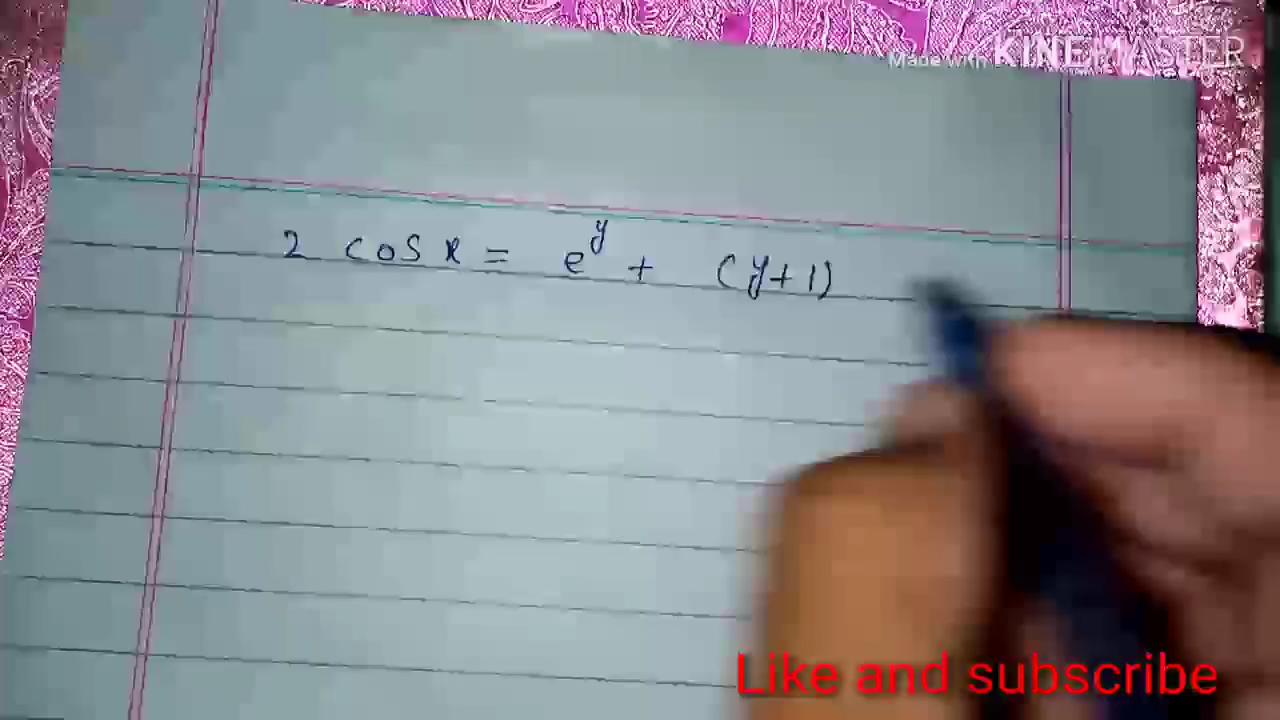 Made with KINEMASTER
2 cos x = e^y + (y+1)
Like and subscribe